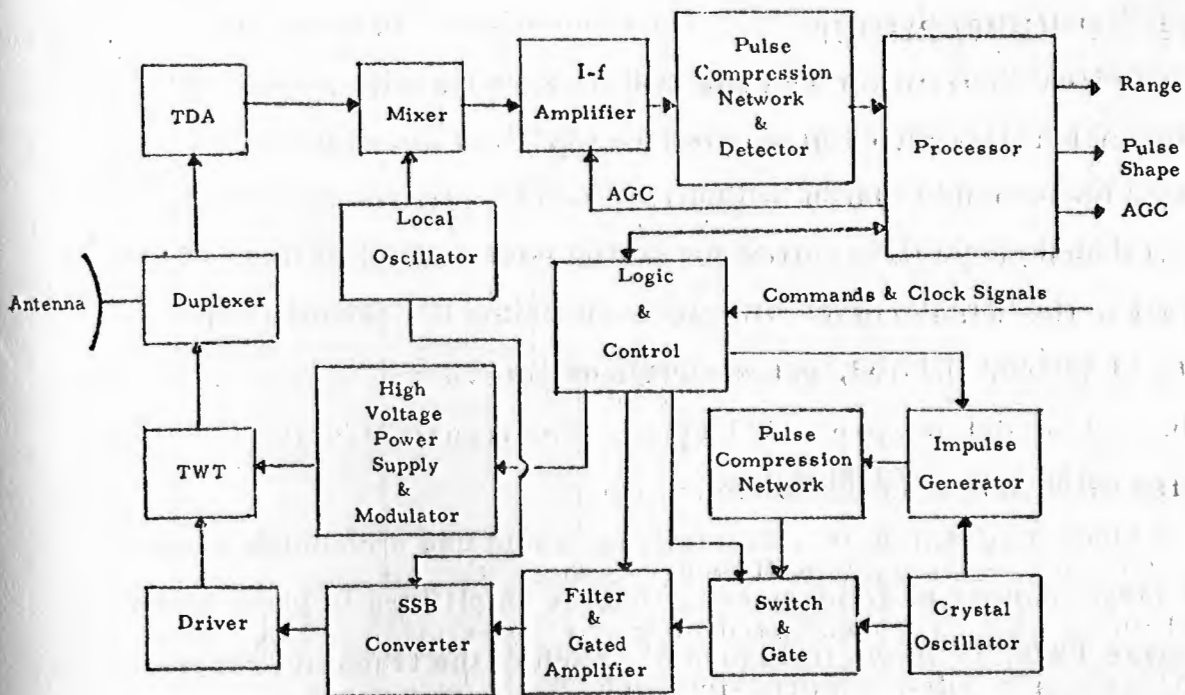 TDA
Mixer
I-f
Amplifier
Pulse
Compression
Network
&
Detector
Processor
Range
Pulse
Shape
AGC
AGC
Local
Oscillator
Antenna
Duplexer
Logic
&
Control
Commands & Clock Signals
High
Voltage
Power
Supply
&
Modulator
TWT
Pulse
Compression
Network
Impulse
Generator
Driver
SSB
Converter
Filter
&
Gated
Amplifier
Switch
&
Gate
Crystal
Oscillator